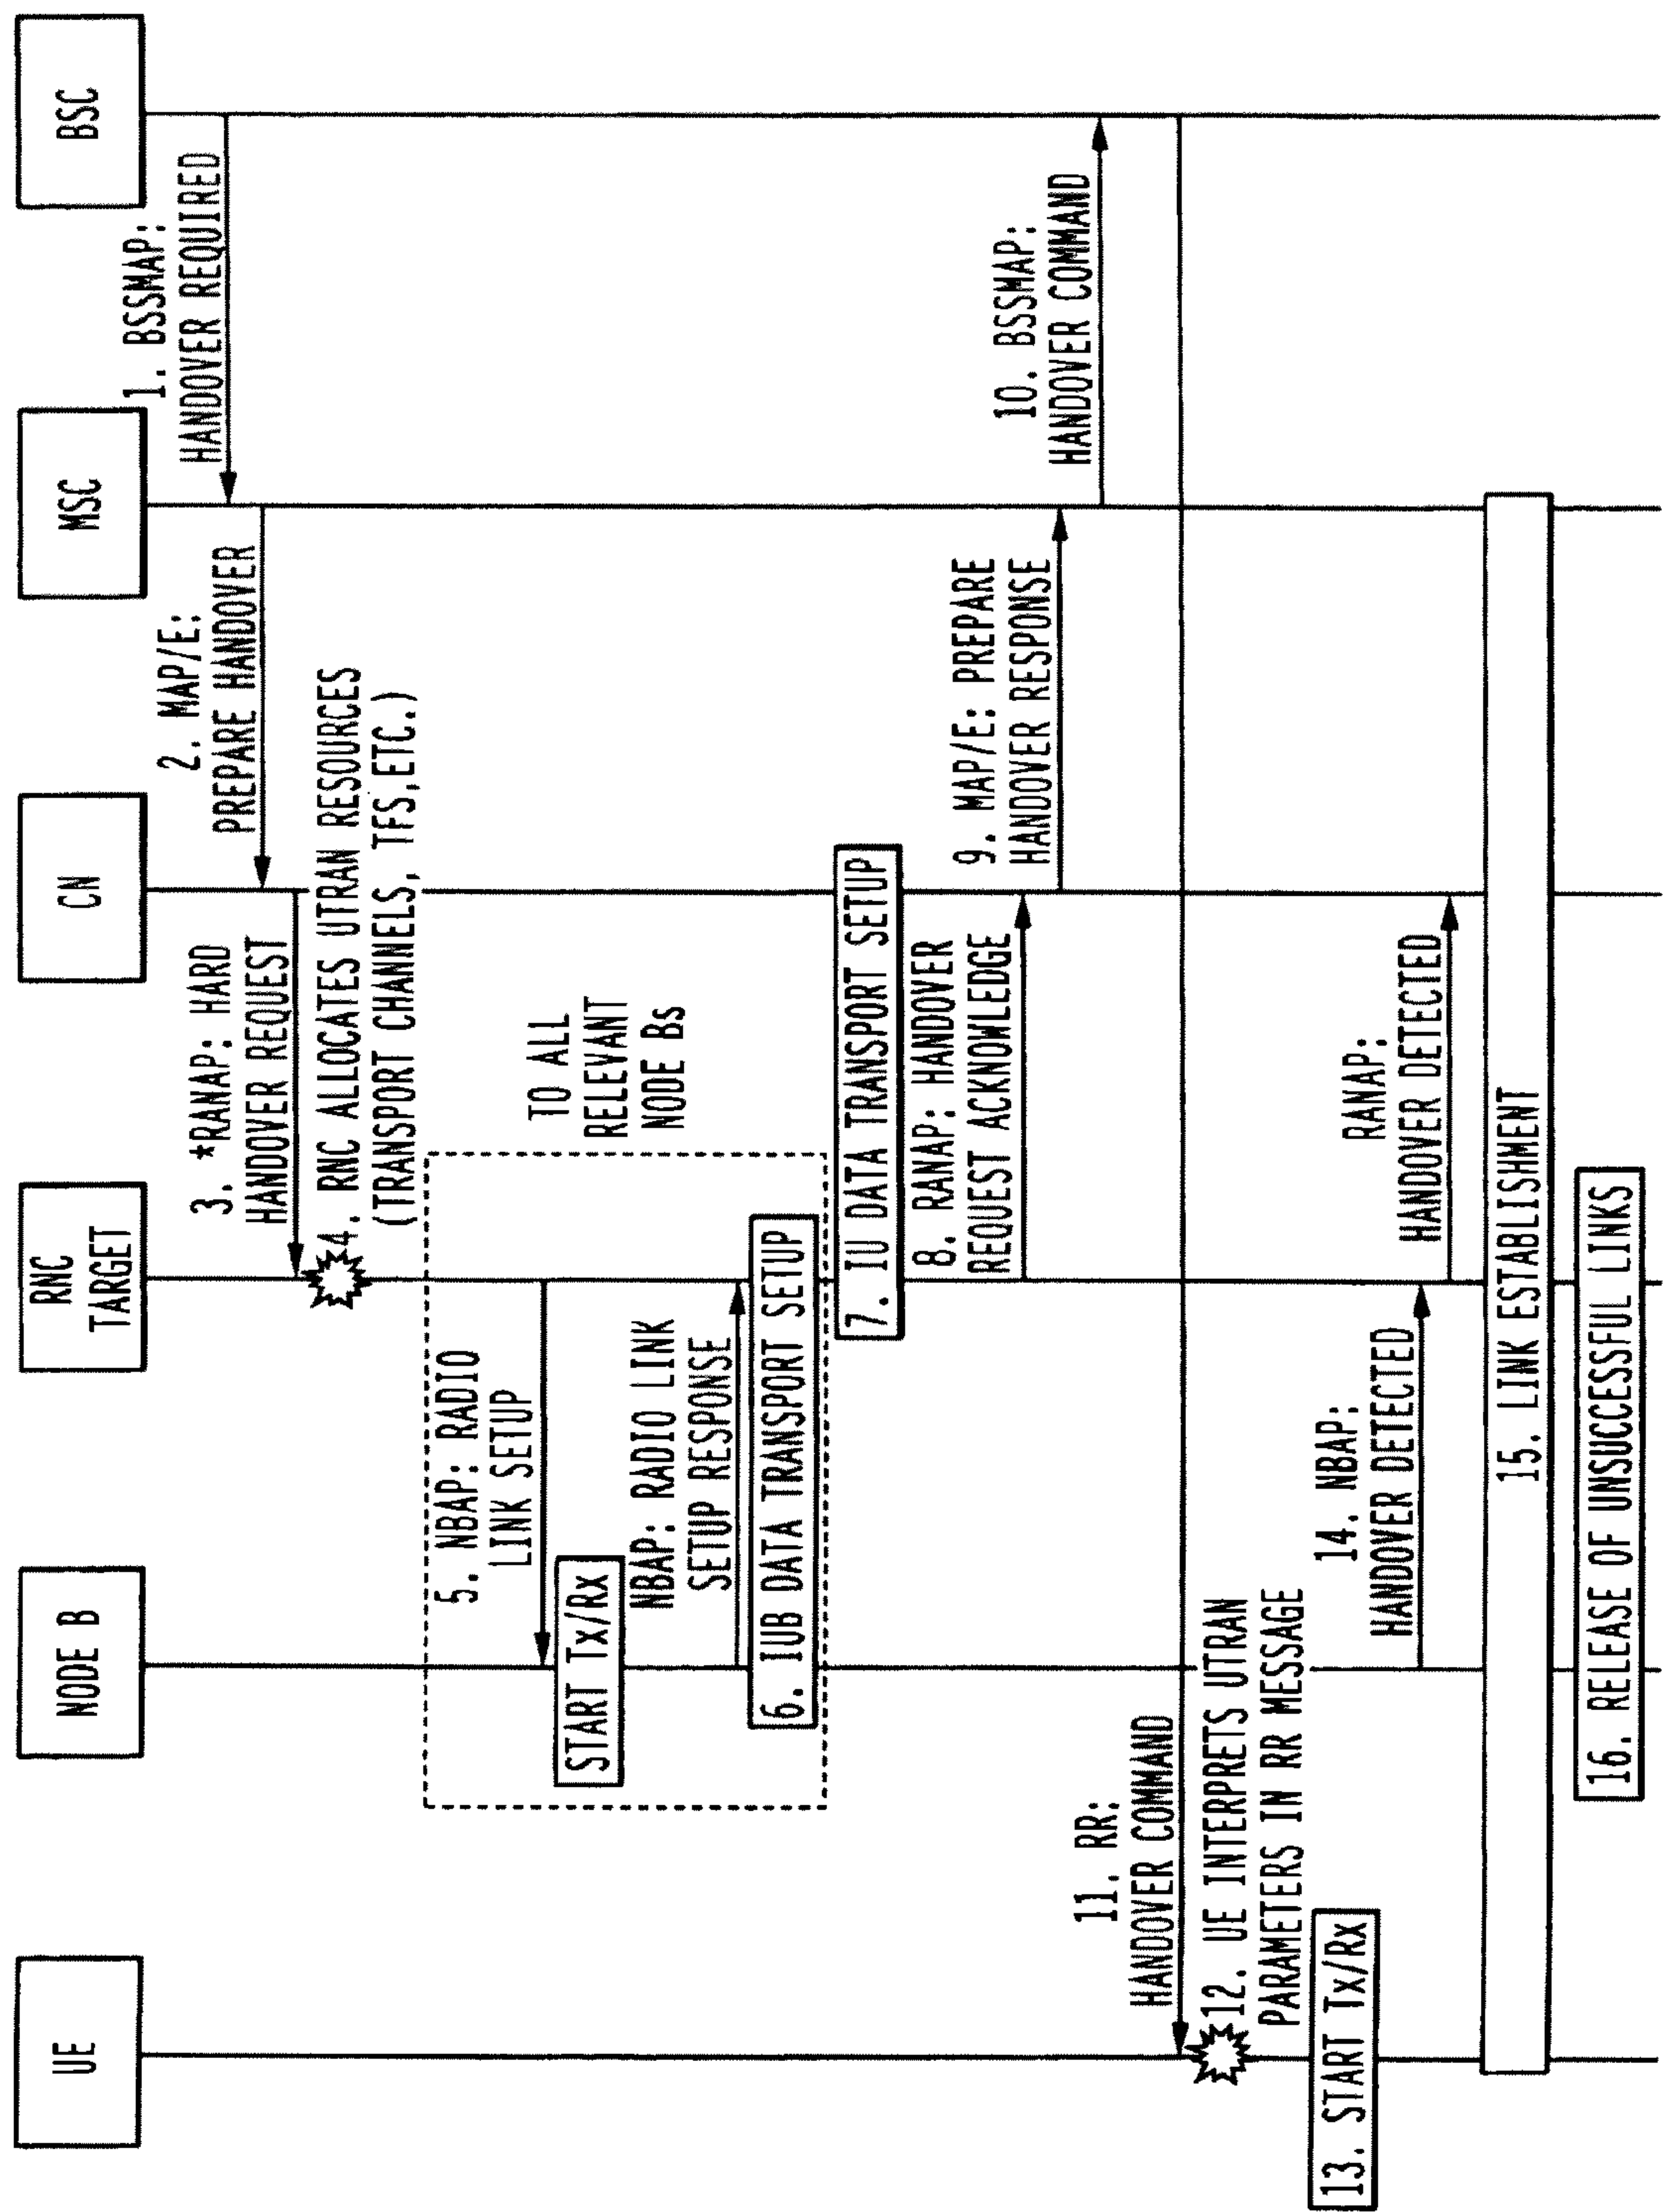 UE
NODE B
RNC
TARGET
CN
MSC
BSC
1. BSSMAP:
HANDOVER REQUIRED
2. MAP/E:
PREPARE HANDOVER
3. *RANAP: HARD
HANDOVER REQUEST
4. RNC ALLOCATES UTRAN RESOURCES
(TRANSPORT CHANNELS, TFS,ETC.)
5. NBAP: RADIO
LINK SETUP
TO ALL
RELEVANT
NODE Bs
START Tx/Rx
NBAP: RADIO LINK
SETUP RESPONSE
6. IUB DATA TRANSPORT SETUP
7. IU DATA TRANSPORT SETUP
8. RANAP: HANDOVER
REQUEST ACKNOWLEDGE
9. MAP/E: PREPARE
HANDOVER RESPONSE
10. BSSMAP:
HANDOVER COMMAND
11. RR:
HANDOVER COMMAND
12. UE INTERPRETS UTRAN
PARAMETERS IN RR MESSAGE
13. START Tx/Rx
14. NBAP:
HANDOVER DETECTED
RANAP:
HANDOVER DETECTED
15. LINK ESTABLISHMENT
16. RELEASE OF UNSUCCESSFUL LINKS